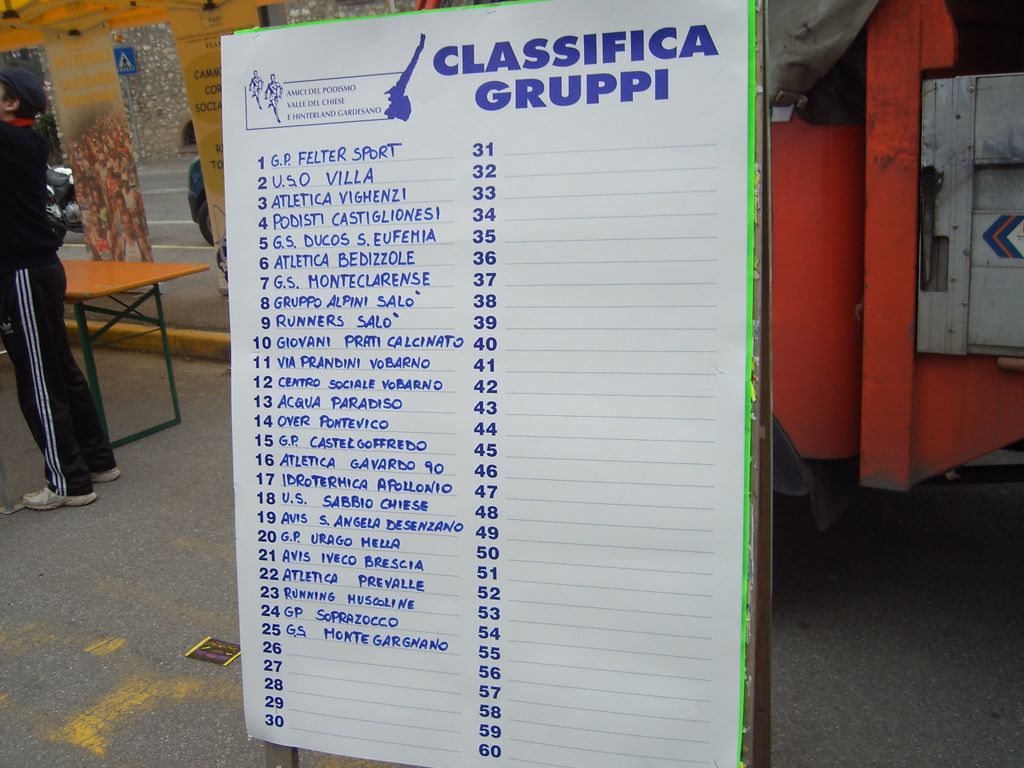 CLASSIFICA
GRUPPI
AMICI DEL PODISMO
VALLE DEL CHIESE
E HINTERLAND GARDESANO
1 G.P. FELTER SPORT
2 U.S.O VILLA
3 ATLETICA VIGHENZI
4 PODISTI CASTIGLIONESI
5 G.S. DUCOS S. EUFEMIA
6 ATLETICA BEDIZZOLE
7 G.S. MONTECLARENSE
8 GRUPPO ALPINI SALO'
9 RUNNERS SALO'
10 GIOVANI PRATI CALCINATO
11 VIA PRANDINI VOBARNO
12 CENTRO SOCIALE VOBARNO
13 ACQUA PARADISO
14 OVER PONTEVICO
15 G.P. CASTELGOFFREDO
16 ATLETICA GAVARDO 90
17 IDROTERMICA APOLLONIO
18 U.S. SABBIO CHIESE
19 AVIS S. ANGELA DESENZANO
20 G.P. URAGO MELLA
21 AVIS IVECO BRESCIA
22 ATLETICA PREVALLE
23 RUNNING MUSCOLINE
24 GP SOPRAZOCCO
25 GS MONTEGARGNANO
26
27
28
29
30
31
32
33
34
35
36
37
38
39
40
41
42
43
44
45
46
47
48
49
50
51
52
53
54
55
56
57
58
59
60